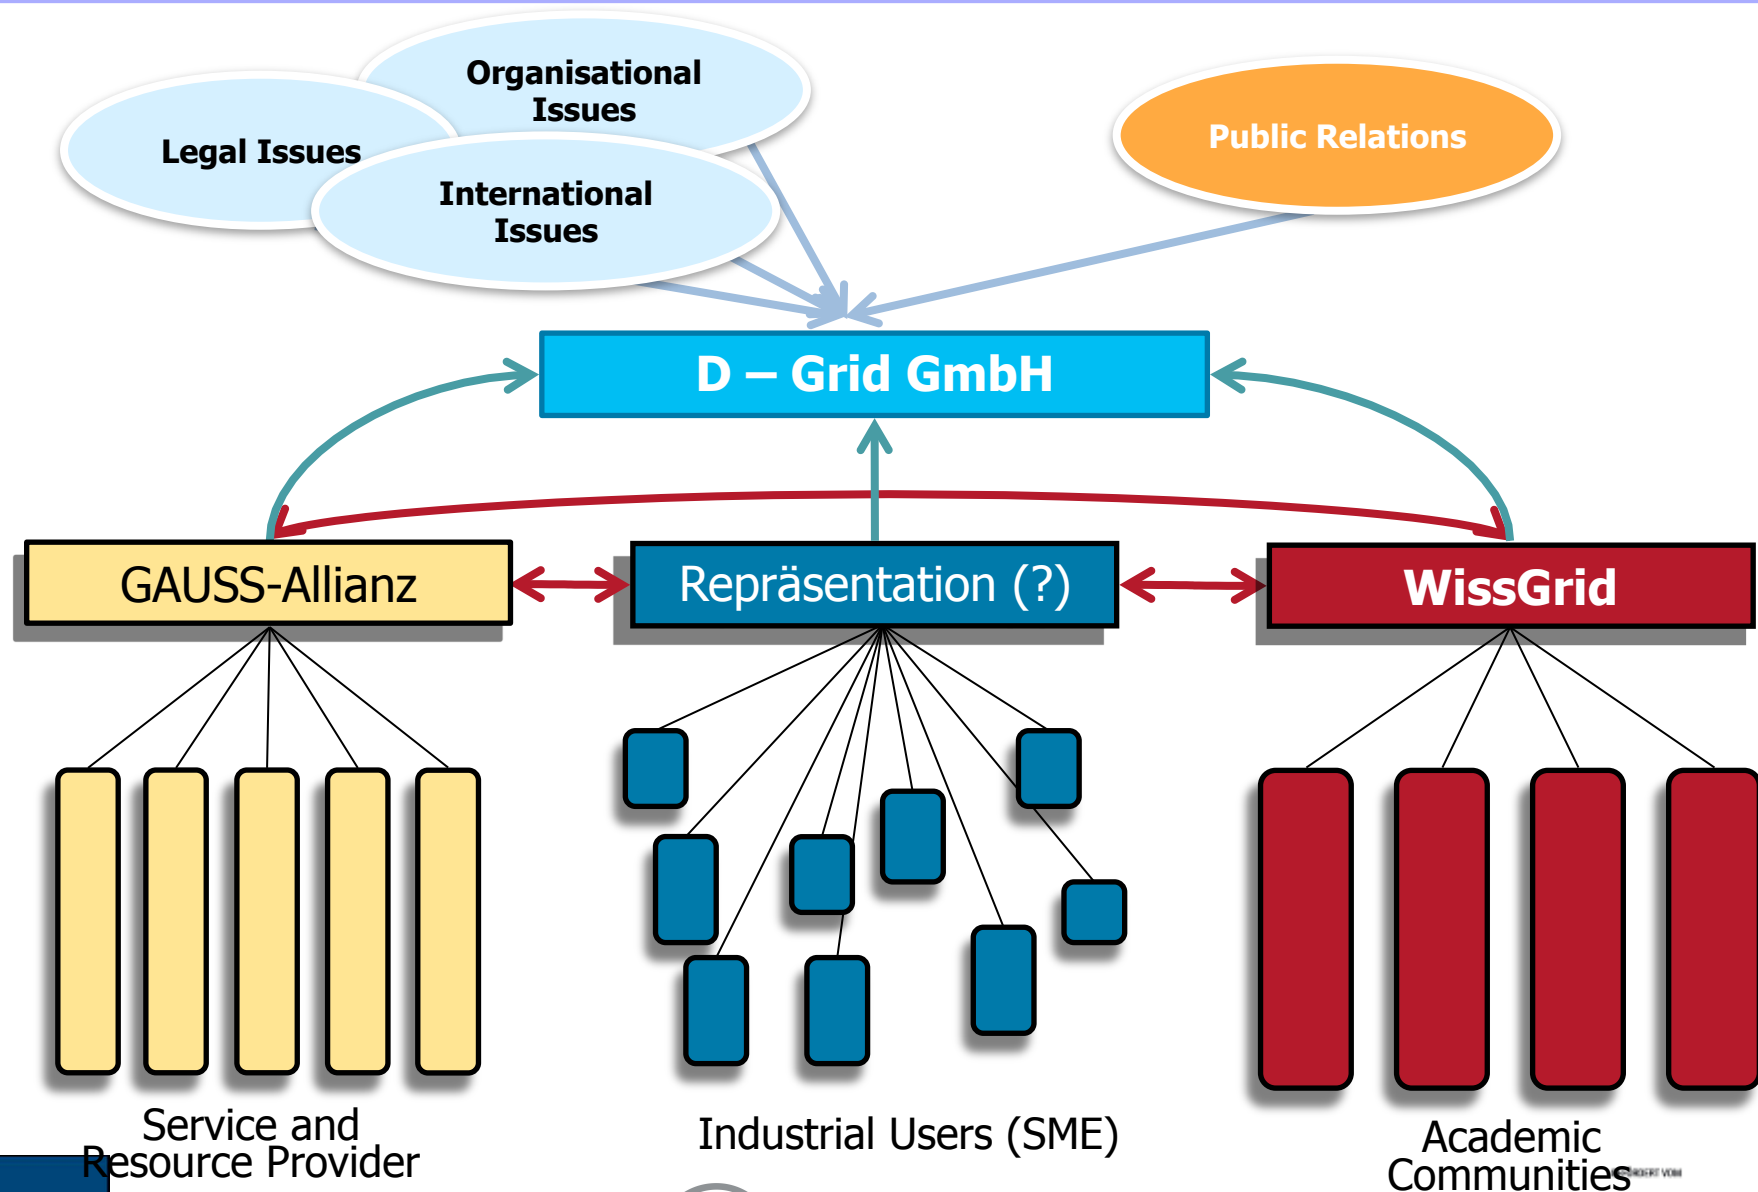 Organisational
Issues
Legal Issues
International
Issues
Public Relations
D – Grid GmbH
GAUSS-Allianz
Repräsentation (?)
WissGrid
Service and
Resource Provider
Industrial Users (SME)
Academic
Communities